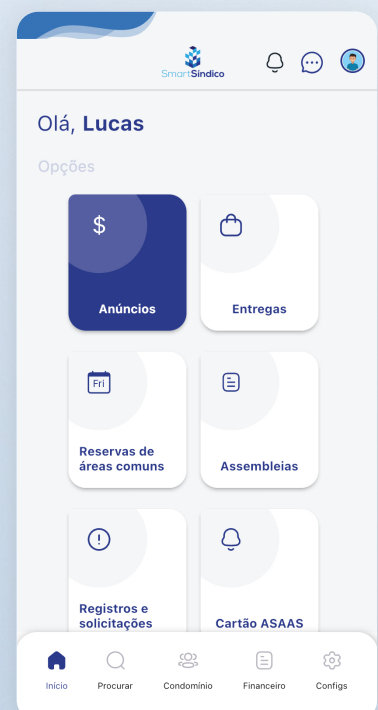 SmartSíndico
Olá, Lucas
Opções
$
Anúncios
Entregas
Fri
Reservas de
áreas comuns
Assembleias
Registros e
solicitações
Cartão ASAAS
Início
Procurar
Condomínio
Financeiro
Configs